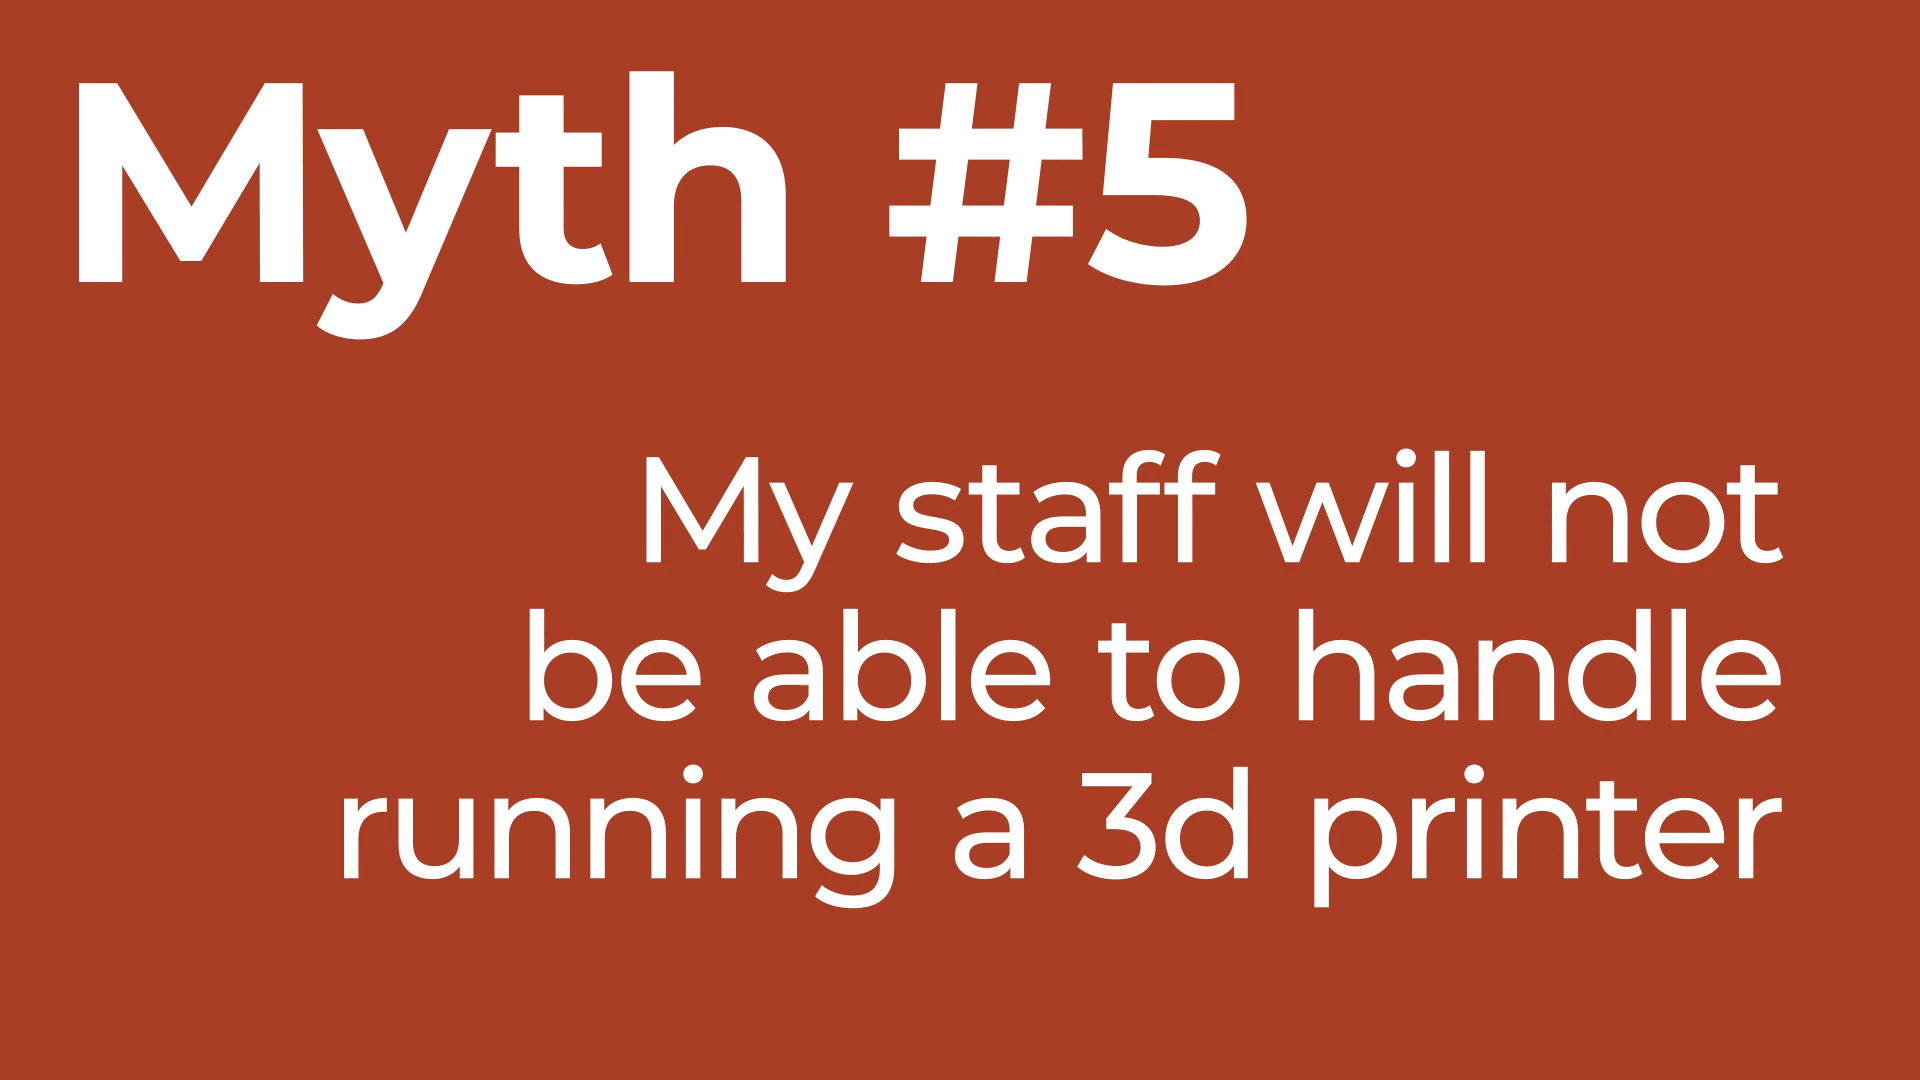 Myth #5
My staff will not
be able to handle
running a 3d printer